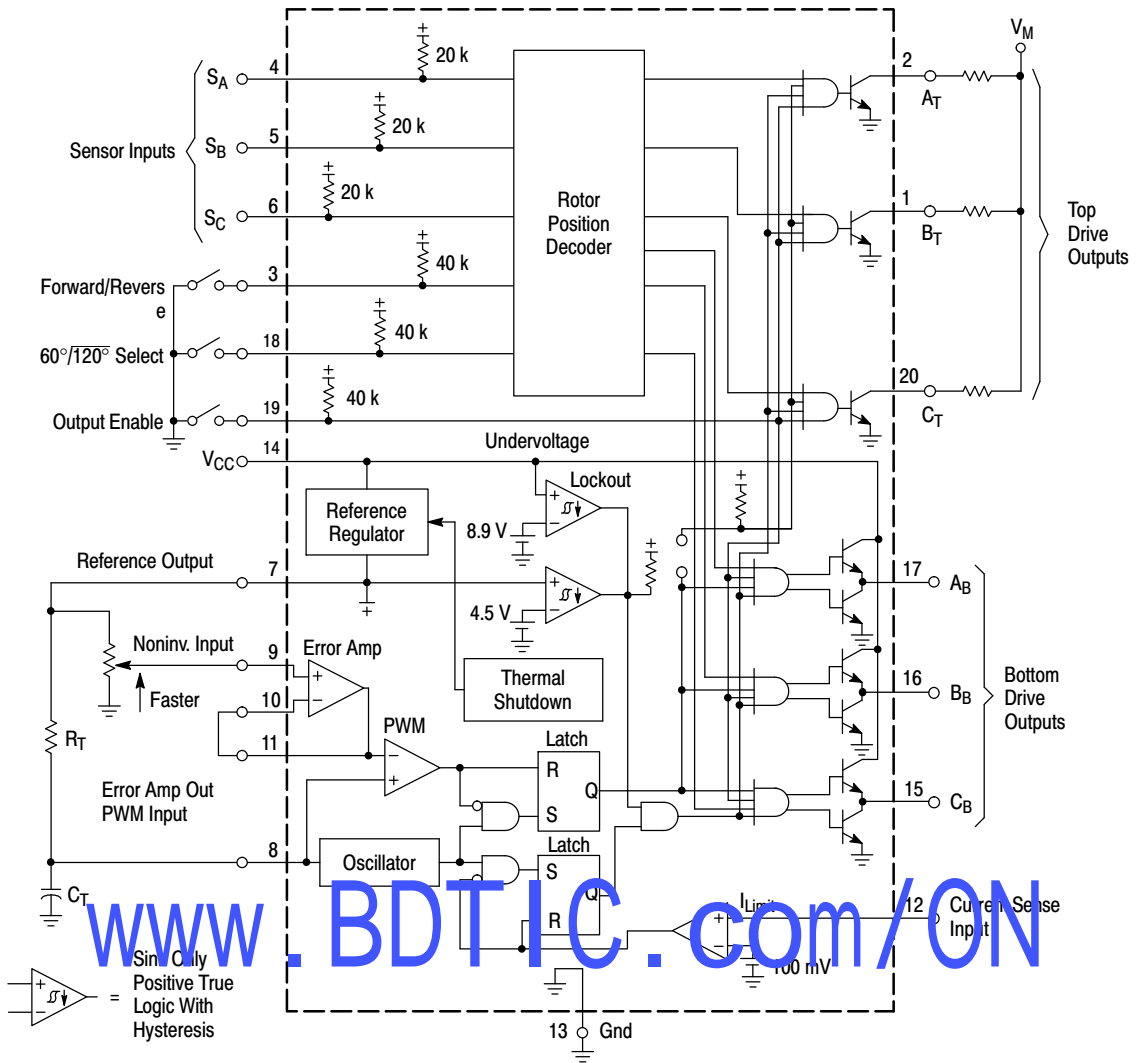 V_M
20 k
4
S_A
2
A_T
20 k
5
S_B
Sensor Inputs
20 k
6
S_C
Rotor
Position
Decoder
1
B_T
Top
Drive
Outputs
40 k
3
Forward/Revers
e
40 k
18
60°/120° Select
40 k
19
Output Enable
20
C_T
14
V_CC
Undervoltage
Lockout
Reference
Regulator
8.9 V
Reference Output
7
4.5 V
17
A_B
Noninv. Input
9
Error Amp
Thermal
Shutdown
Faster
10
16
B_B
Bottom
Drive
Outputs
R_T
11
PWM
Latch
R
Q
S
Error Amp Out
PWM Input
15
C_B
8
Oscillator
Latch
S
Q
R
C_T
I_Limit
12
Current Sense
Input
100 mV
www.BDTIC.com/ON
=
Sink Only
Positive True
Logic With
Hysteresis
13
Gnd